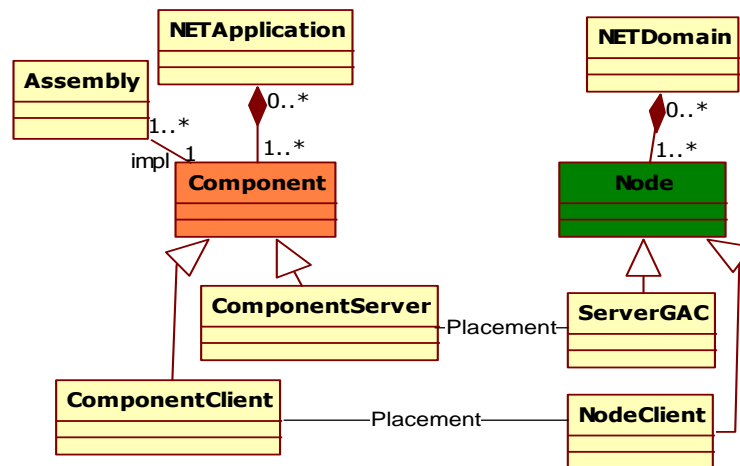 NETApplication
NETDomain
Assembly
0..*
0..*
1..*
1..*
1..*
impl
1
Component
Node
ComponentServer
ServerGAC
Placement
ComponentClient
NodeClient
Placement